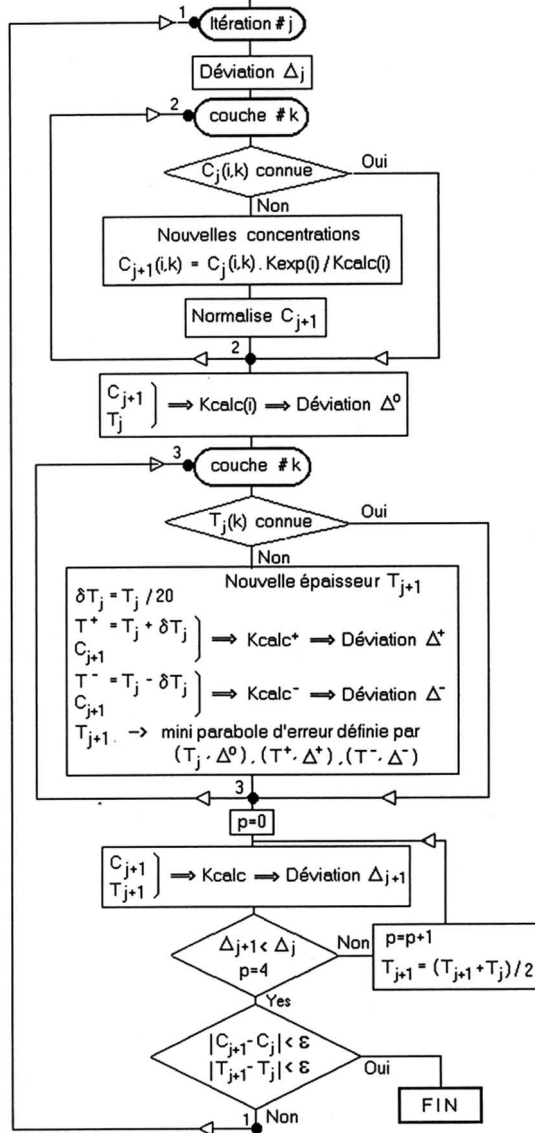 1
Itération # j
Déviation Δj
2
couche # k
Cj(i,k) connue
Oui
Non
Nouvelles concentrations
Cj+1(i,k) = Cj(i,k) . Kexp(i) / Kcalc(i)
Normalise Cj+1
2
Cj+1
Tj
⟹ Kcalc(i) ⟹ Déviation Δ°
3
couche # k
Tj(k) connue
Oui
Non
Nouvelle épaisseur Tj+1
δTj = Tj / 20
T⁺ = Tj + δTj
Cj+1
⟹ Kcalc⁺ ⟹ Déviation Δ⁺
T⁻ = Tj - δTj
Cj+1
⟹ Kcalc⁻ ⟹ Déviation Δ⁻
Tj+1 → mini parabole d'erreur définie par
(Tj, Δ°), (T⁺, Δ⁺), (T⁻, Δ⁻)
3
p=0
Cj+1
Tj+1
⟹ Kcalc ⟹ Déviation Δj+1
Δj+1 < Δj
p=4
Non
p=p+1
Tj+1 = (Tj+1+Tj)/2
Yes
|Cj+1-Cj| < ε
|Tj+1-Tj| < ε
Oui
FIN
1
Non